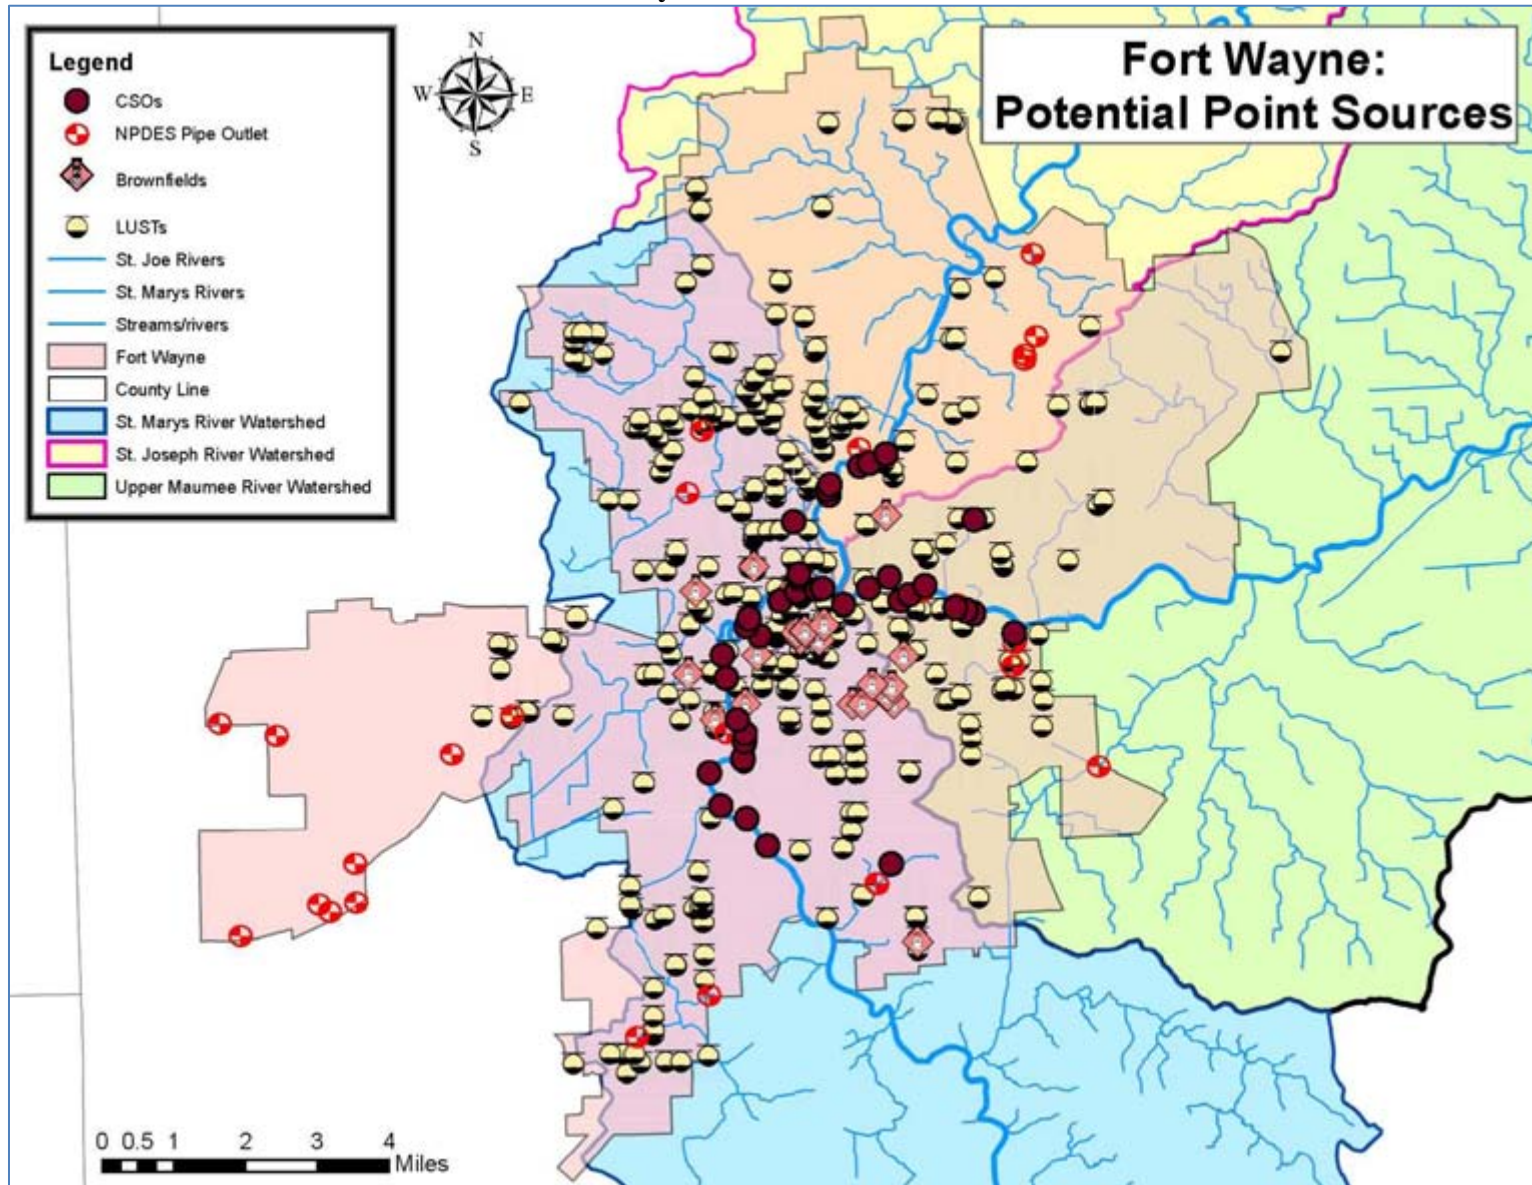 Legend
CSOs
NPDES Pipe Outlet
Brownfields
LUSTs
St. Joe Rivers
St. Marys Rivers
Streams/rivers
Fort Wayne
County Line
St. Marys River Watershed
St. Joseph River Watershed
Upper Maumee River Watershed
N
W E
S
Fort Wayne:
Potential Point Sources
0 0.5 1 2 3 4
Miles